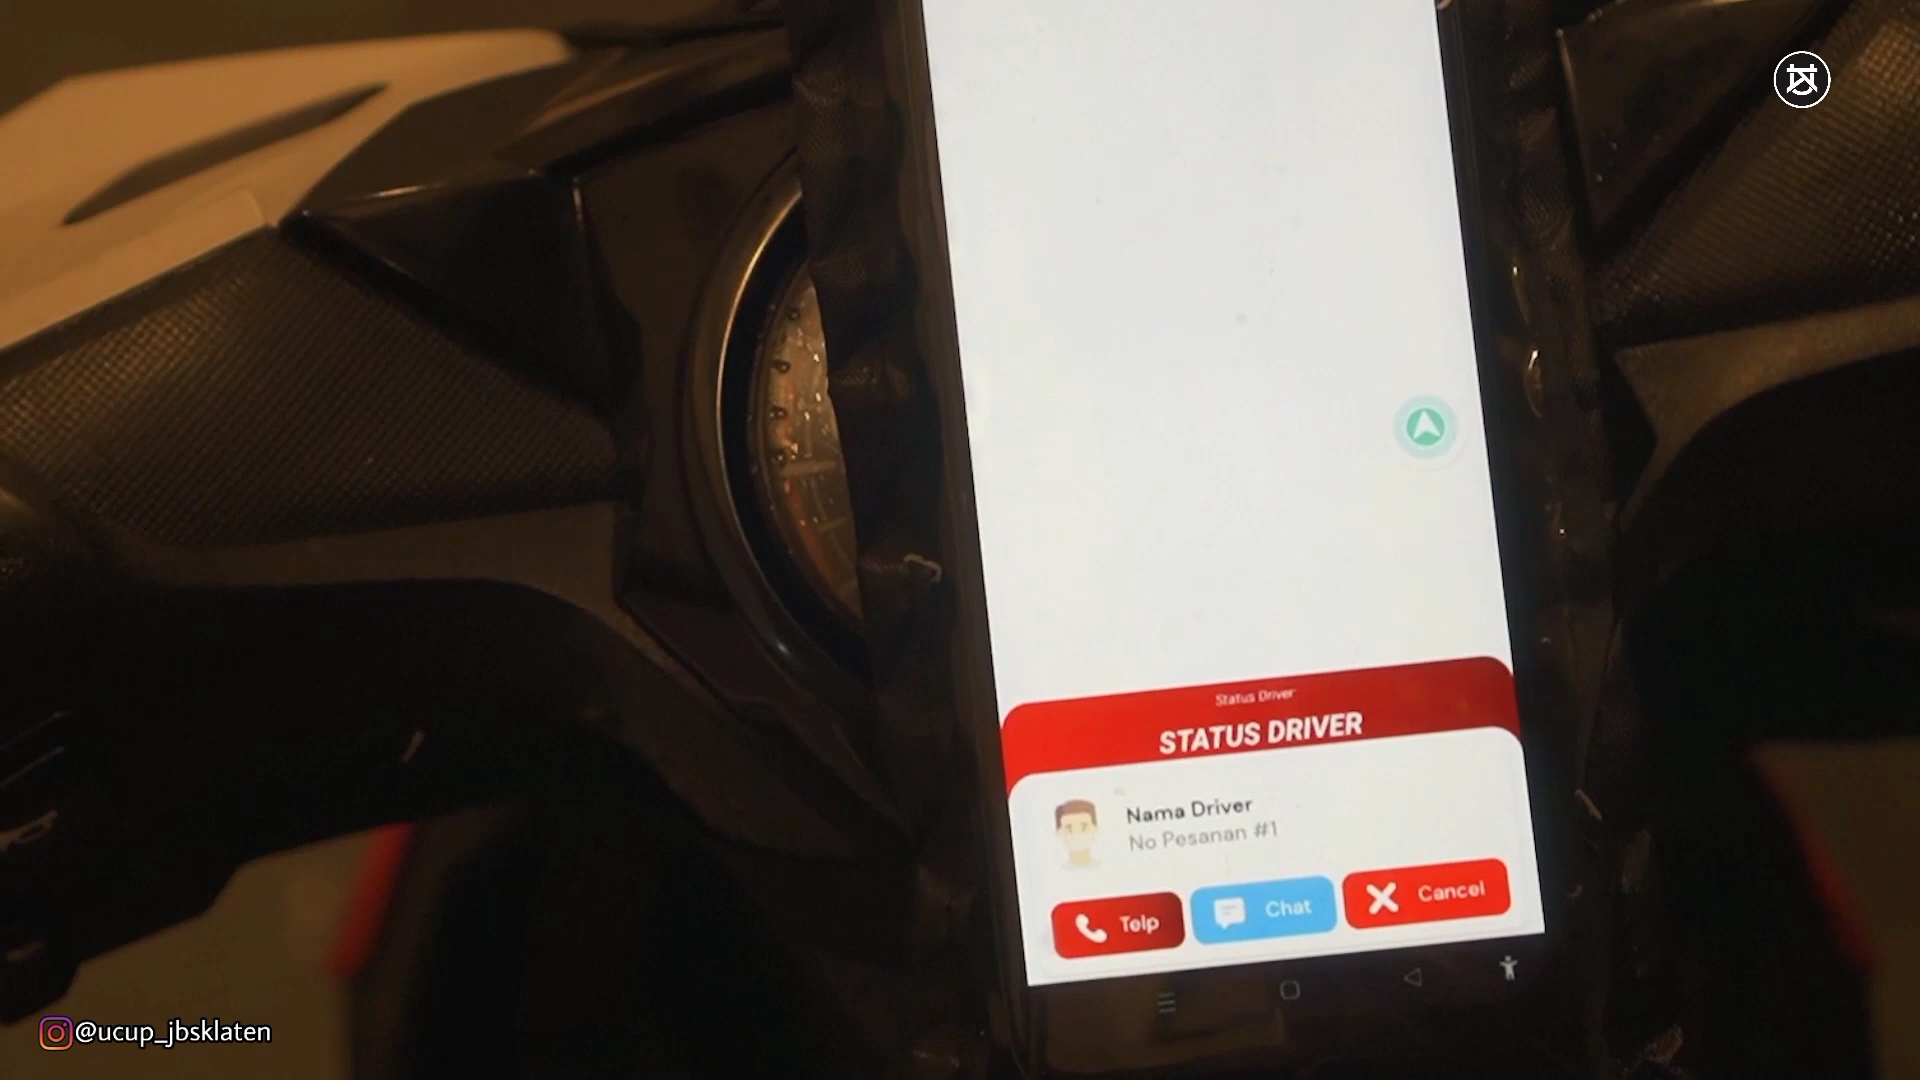 Status Driver
STATUS DRIVER
Nama Driver
No Pesanan #1
Telp
Chat
Cancel
@ucup_jbsklaten